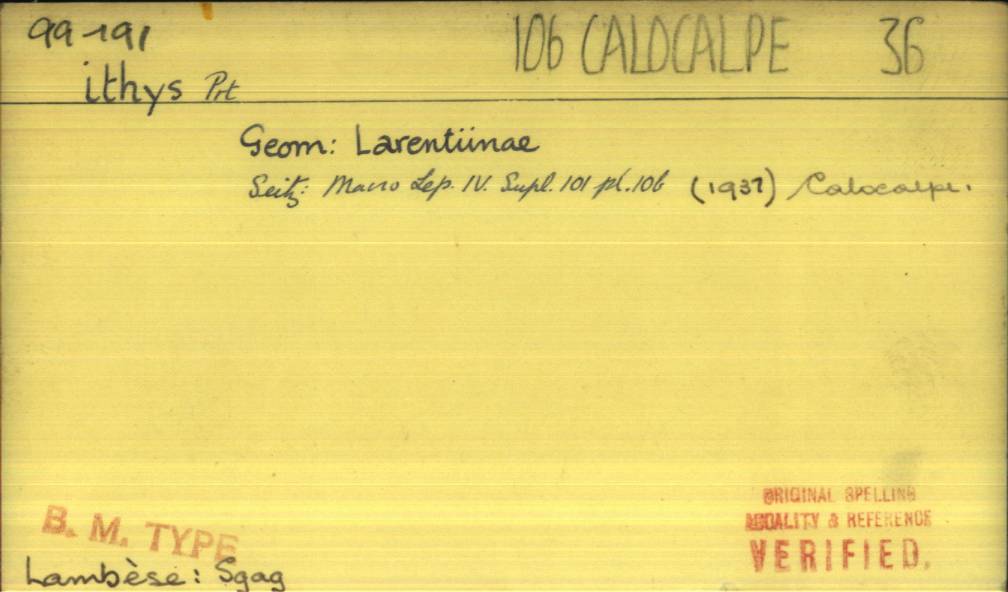 99-191
106 CALOCALPE 36
ithys Prt
Geom: Larentiinae
Seitz: Macro Lep. IV. Supl. 101 pl. 106 (1937) Calocalpe.
B. M. TYPE
Lambèse: Sgag
ORIGINAL SPELLING
LOCALITY & REFERENCE
VERIFIED.